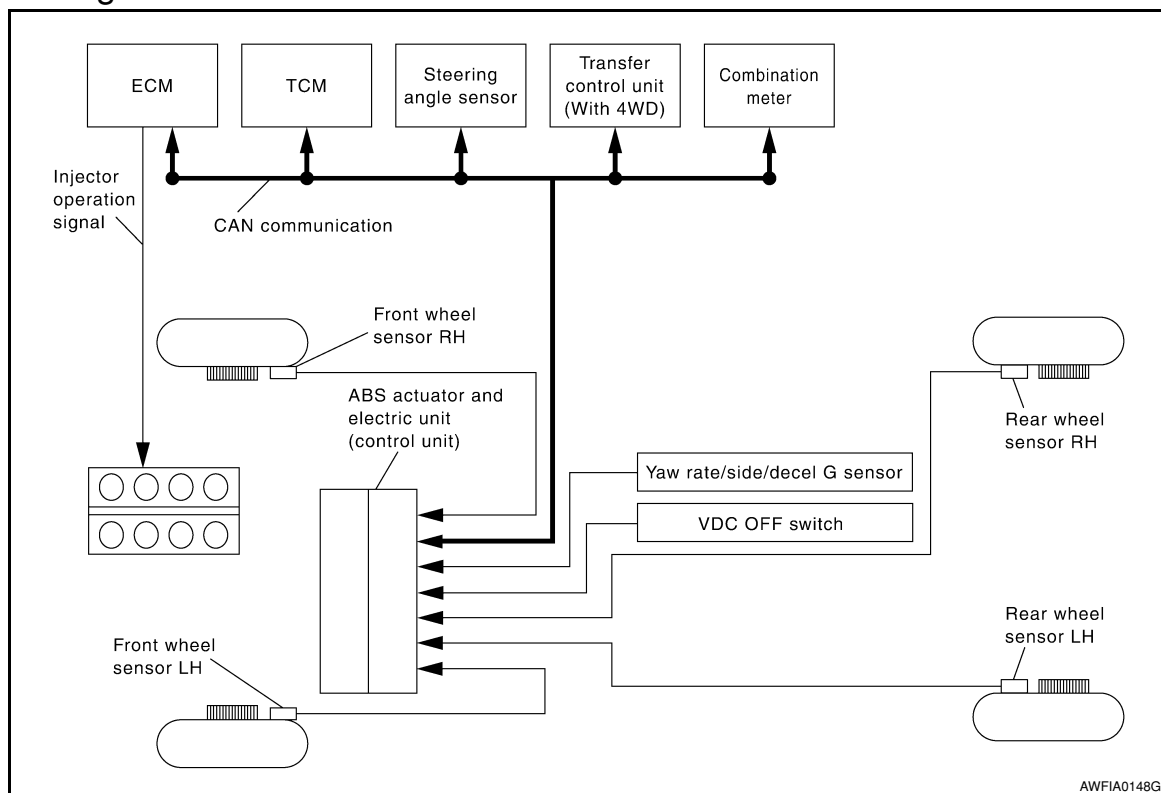 ECM
TCM
Steering
angle sensor
Transfer
control unit
(With 4WD)
Combination
meter
Injector
operation
signal
CAN communication
Front wheel
sensor RH
ABS actuator and
electric unit
(control unit)
Rear wheel
sensor RH
Yaw rate/side/decel G sensor
VDC OFF switch
Front wheel
sensor LH
Rear wheel
sensor LH
AWFIA0148G